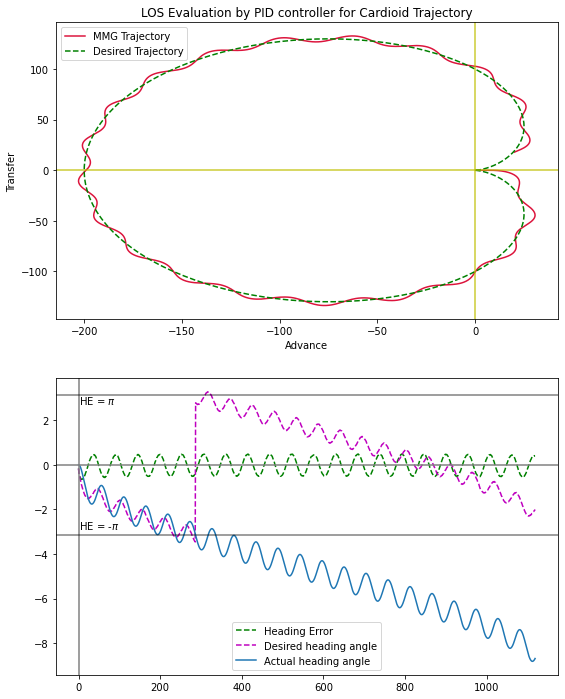 LOS Evaluation by PID controller for Cardioid Trajectory
MMG Trajectory
Desired Trajectory
100
50
0
−50
−100
Transfer
−200
−150
−100
−50
0
Advance
HE = π
HE = -π
2
0
−2
−4
−6
−8
Heading Error
Desired heading angle
Actual heading angle
0
200
400
600
800
1000